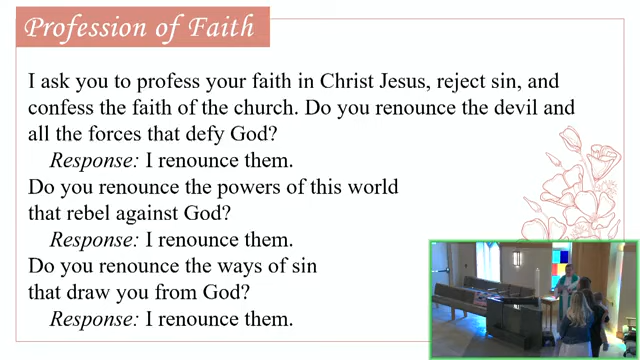 Profession of Faith
I ask you to profess your faith in Christ Jesus, reject sin, and
confess the faith of the church. Do you renounce the devil and
all the forces that defy God?
Response: I renounce them.
Do you renounce the powers of this world
that rebel against God?
Response: I renounce them.
Do you renounce the ways of sin
that draw you from God?
Response: I renounce them.